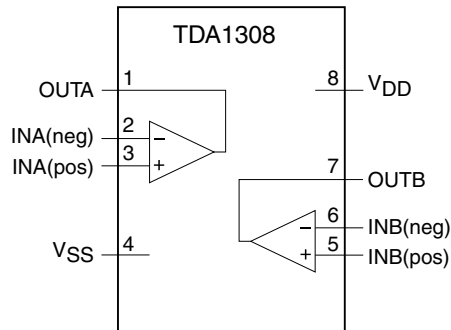 TDA1308
OUTA 1
8 VDD
INA(neg) 2 −
INA(pos) 3 +
7 OUTB
− 6 INB(neg)
VSS 4
+ 5 INB(pos)